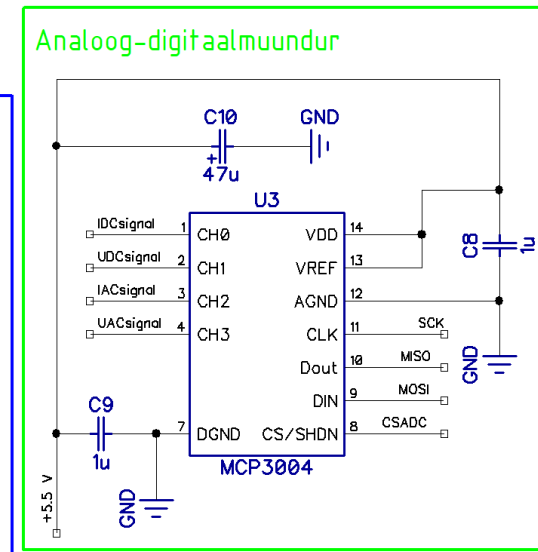 Analoog-digitaalmuundur
C10
GND
+
47u
U3
IDCsignal 1 CH0 VDD 14
UDCsignal 2 CH1 VREF 13
C8
1u
IACsignal 3 CH2 AGND 12
UACsignal 4 CH3 CLK 11 SCK
Dout 10 MISO
GND
DIN 9 MOSI
C9
1u
7 DGND CS/SHDN 8 CSADC
MCP3004
GND
+5.5 V